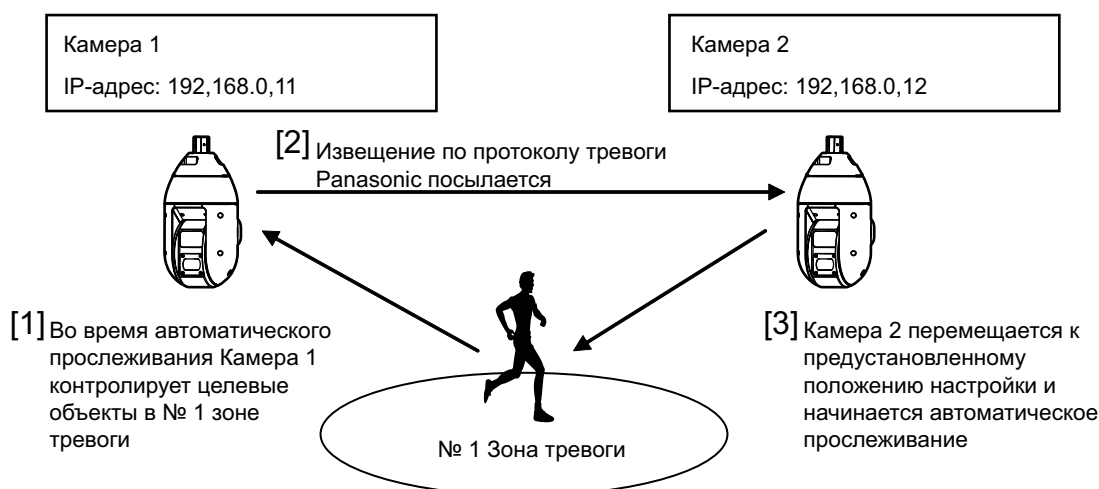 Камера 1
IP-адрес: 192,168.0,11
Камера 2
IP-адрес: 192,168.0,12
[2] Извещение по протоколу тревоги
Panasonic посылается
[1] Во время автоматического
прослеживания Камера 1
контролирует целевые
объекты в № 1 зоне
тревоги
[3] Камера 2 перемещается к
предустановленному
положению настройки и
начинается автоматическое
прослеживание
№ 1 Зона тревоги